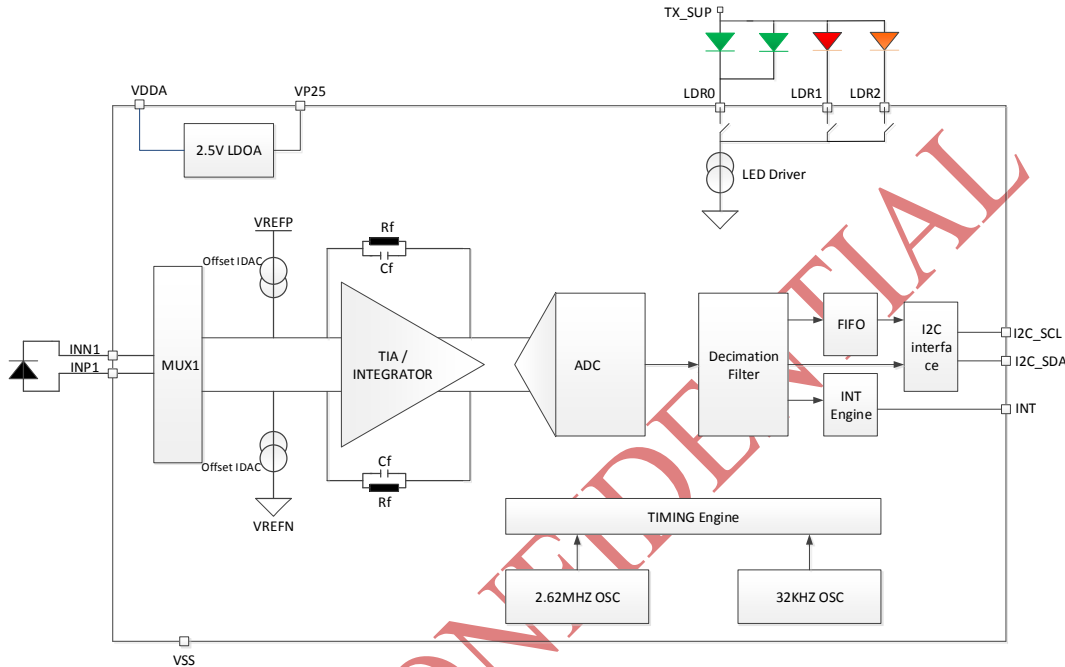 TX_SUP
VDDA
VP25
LDR0
LDR1
LDR2
2.5V LDOA
LED Driver
VREFP
Offset IDAC
Rf
Cf
INN1
INP1
MUX1
TIA /
INTEGRATOR
ADC
Decimation
Filter
FIFO
I2C
interfa
ce
I2C_SCL
I2C_SDA
INT
Engine
INT
Offset IDAC
Cf
Rf
VREFN
TIMING Engine
2.62MHZ OSC
32KHZ OSC
VSS
CONFIDENTIAL